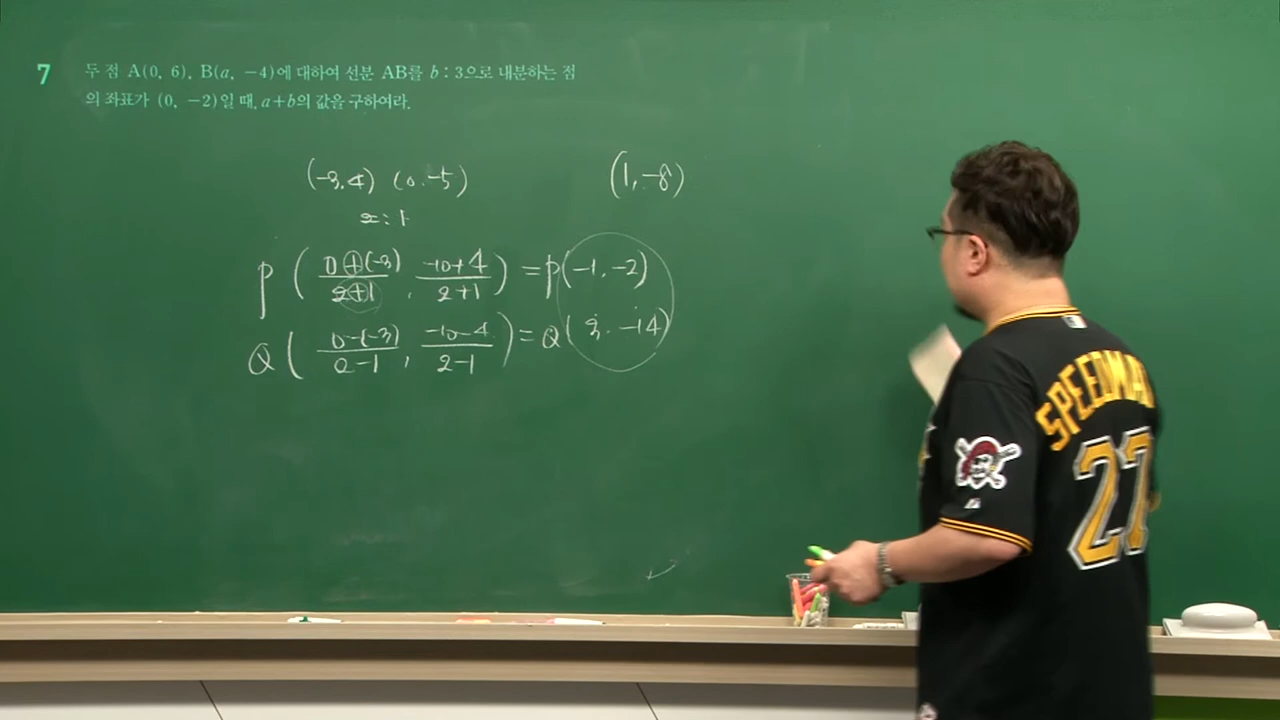 7 두 점 A(0, 6), B(a, −4)에 대하여 선분 AB를 b : 3으로 내분하는 점
의 좌표가 (0, −2)일 때, a+b의 값을 구하여라.
(-3, 4) (0, -5) (1, -8)
2 : 1
P ( 0+(-3) / 2+1 , -10+4 / 2+1 ) = P(-1, -2)
Q ( 0-(-3) / 2-1 , -10-4 / 2-1 ) = Q(3, -14)
SPEEDMA
27